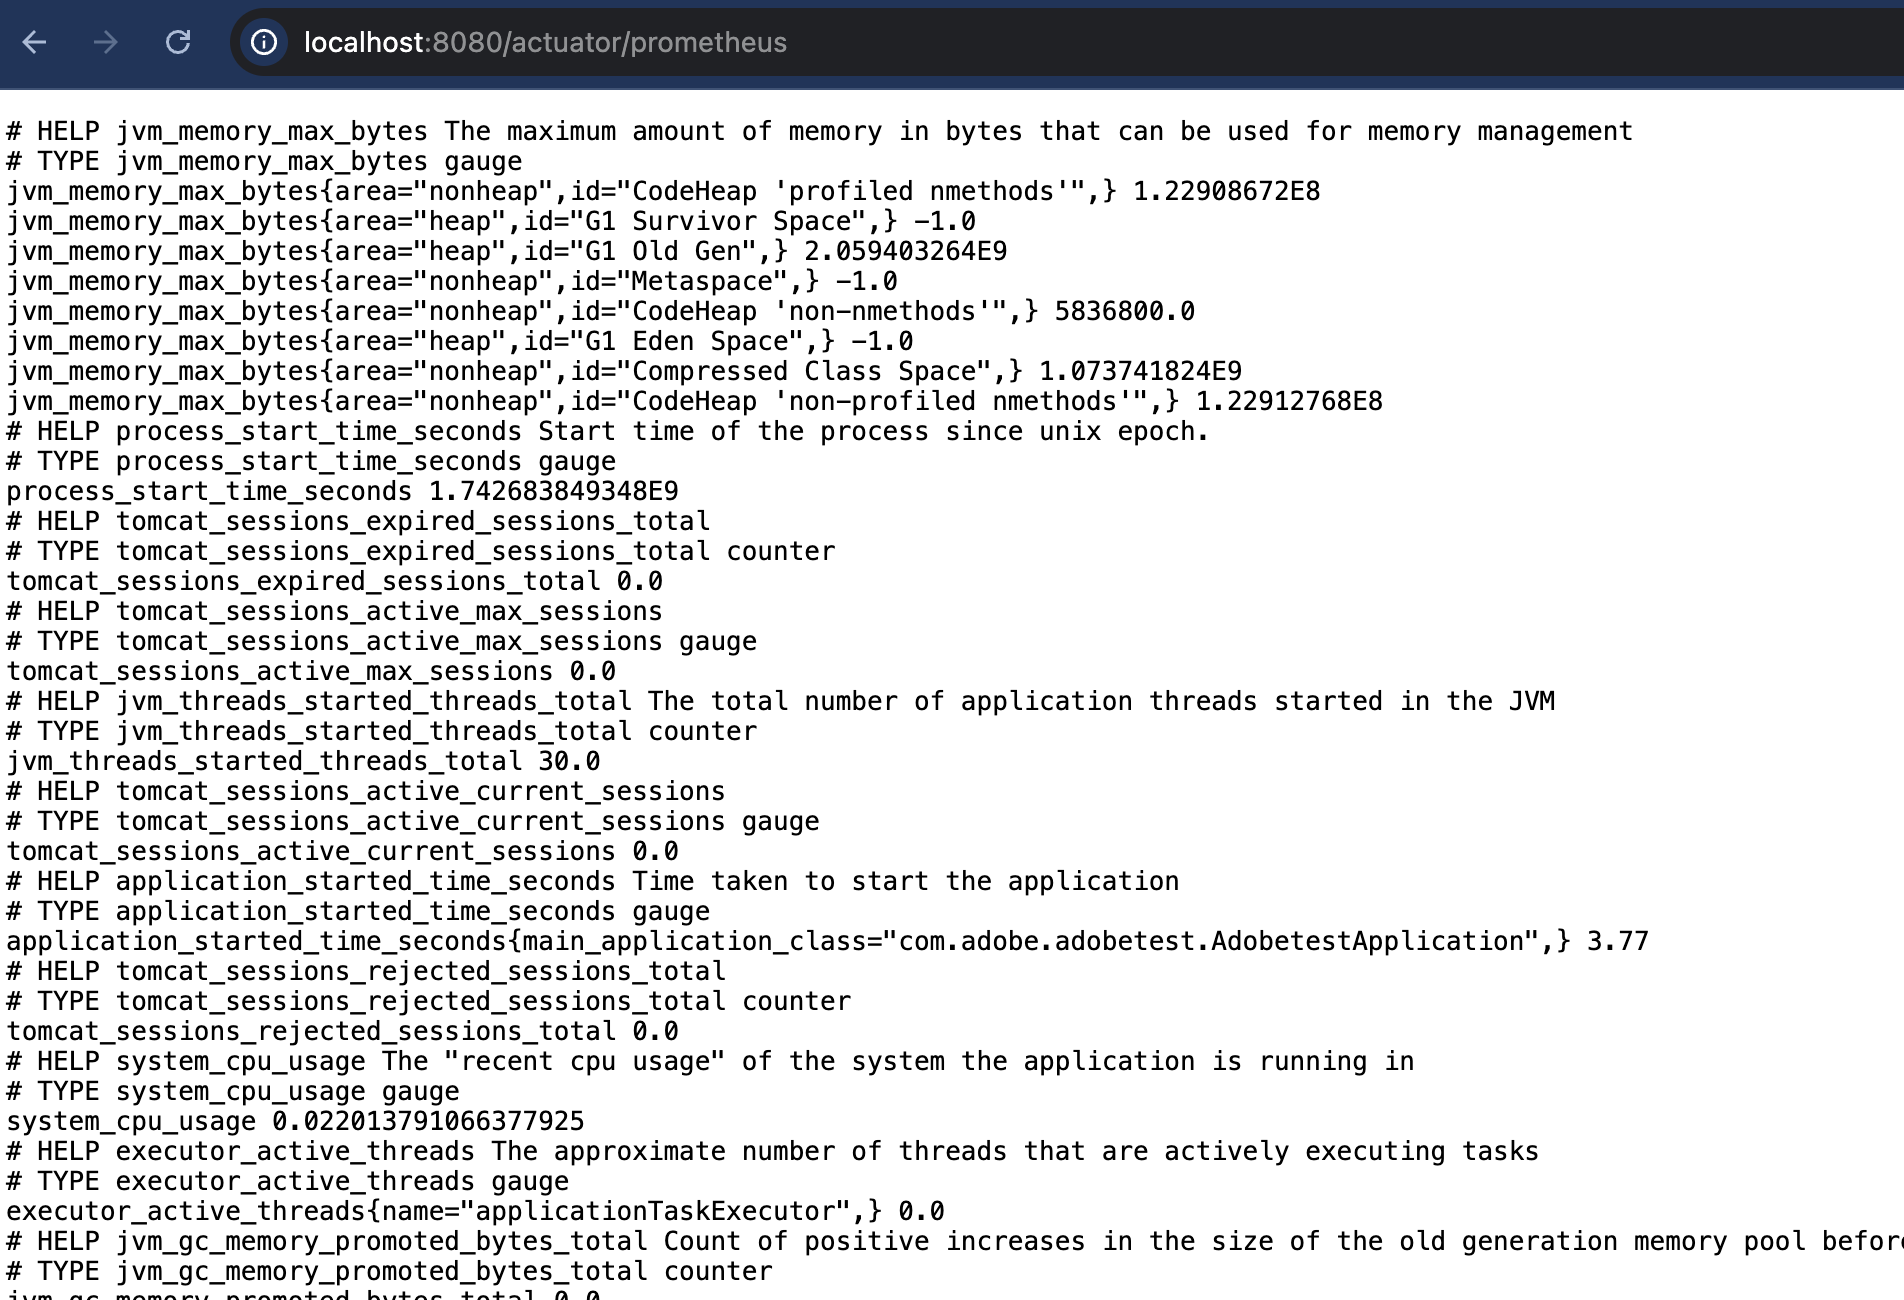 localhost:8080/actuator/prometheus
# HELP jvm_memory_max_bytes The maximum amount of memory in bytes that can be used for memory management
# TYPE jvm_memory_max_bytes gauge
jvm_memory_max_bytes{area="nonheap",id="CodeHeap 'profiled nmethods'",} 1.22908672E8
jvm_memory_max_bytes{area="heap",id="G1 Survivor Space",} -1.0
jvm_memory_max_bytes{area="heap",id="G1 Old Gen",} 2.059403264E9
jvm_memory_max_bytes{area="nonheap",id="Metaspace",} -1.0
jvm_memory_max_bytes{area="nonheap",id="CodeHeap 'non-nmethods'",} 5836800.0
jvm_memory_max_bytes{area="heap",id="G1 Eden Space",} -1.0
jvm_memory_max_bytes{area="nonheap",id="Compressed Class Space",} 1.073741824E9
jvm_memory_max_bytes{area="nonheap",id="CodeHeap 'non-profiled nmethods'",} 1.22912768E8
# HELP process_start_time_seconds Start time of the process since unix epoch.
# TYPE process_start_time_seconds gauge
process_start_time_seconds 1.742683849348E9
# HELP tomcat_sessions_expired_sessions_total
# TYPE tomcat_sessions_expired_sessions_total counter
tomcat_sessions_expired_sessions_total 0.0
# HELP tomcat_sessions_active_max_sessions
# TYPE tomcat_sessions_active_max_sessions gauge
tomcat_sessions_active_max_sessions 0.0
# HELP jvm_threads_started_threads_total The total number of application threads started in the JVM
# TYPE jvm_threads_started_threads_total counter
jvm_threads_started_threads_total 30.0
# HELP tomcat_sessions_active_current_sessions
# TYPE tomcat_sessions_active_current_sessions gauge
tomcat_sessions_active_current_sessions 0.0
# HELP application_started_time_seconds Time taken to start the application
# TYPE application_started_time_seconds gauge
application_started_time_seconds{main_application_class="com.adobe.adobetest.AdobetestApplication",} 3.77
# HELP tomcat_sessions_rejected_sessions_total
# TYPE tomcat_sessions_rejected_sessions_total counter
tomcat_sessions_rejected_sessions_total 0.0
# HELP system_cpu_usage The "recent cpu usage" of the system the application is running in
# TYPE system_cpu_usage gauge
system_cpu_usage 0.022013791066377925
# HELP executor_active_threads The approximate number of threads that are actively executing tasks
# TYPE executor_active_threads gauge
executor_active_threads{name="applicationTaskExecutor",} 0.0
# HELP jvm_gc_memory_promoted_bytes_total Count of positive increases in the size of the old generation memory pool before
# TYPE jvm_gc_memory_promoted_bytes_total counter
jvm_gc_memory_promoted_bytes_total 0.0